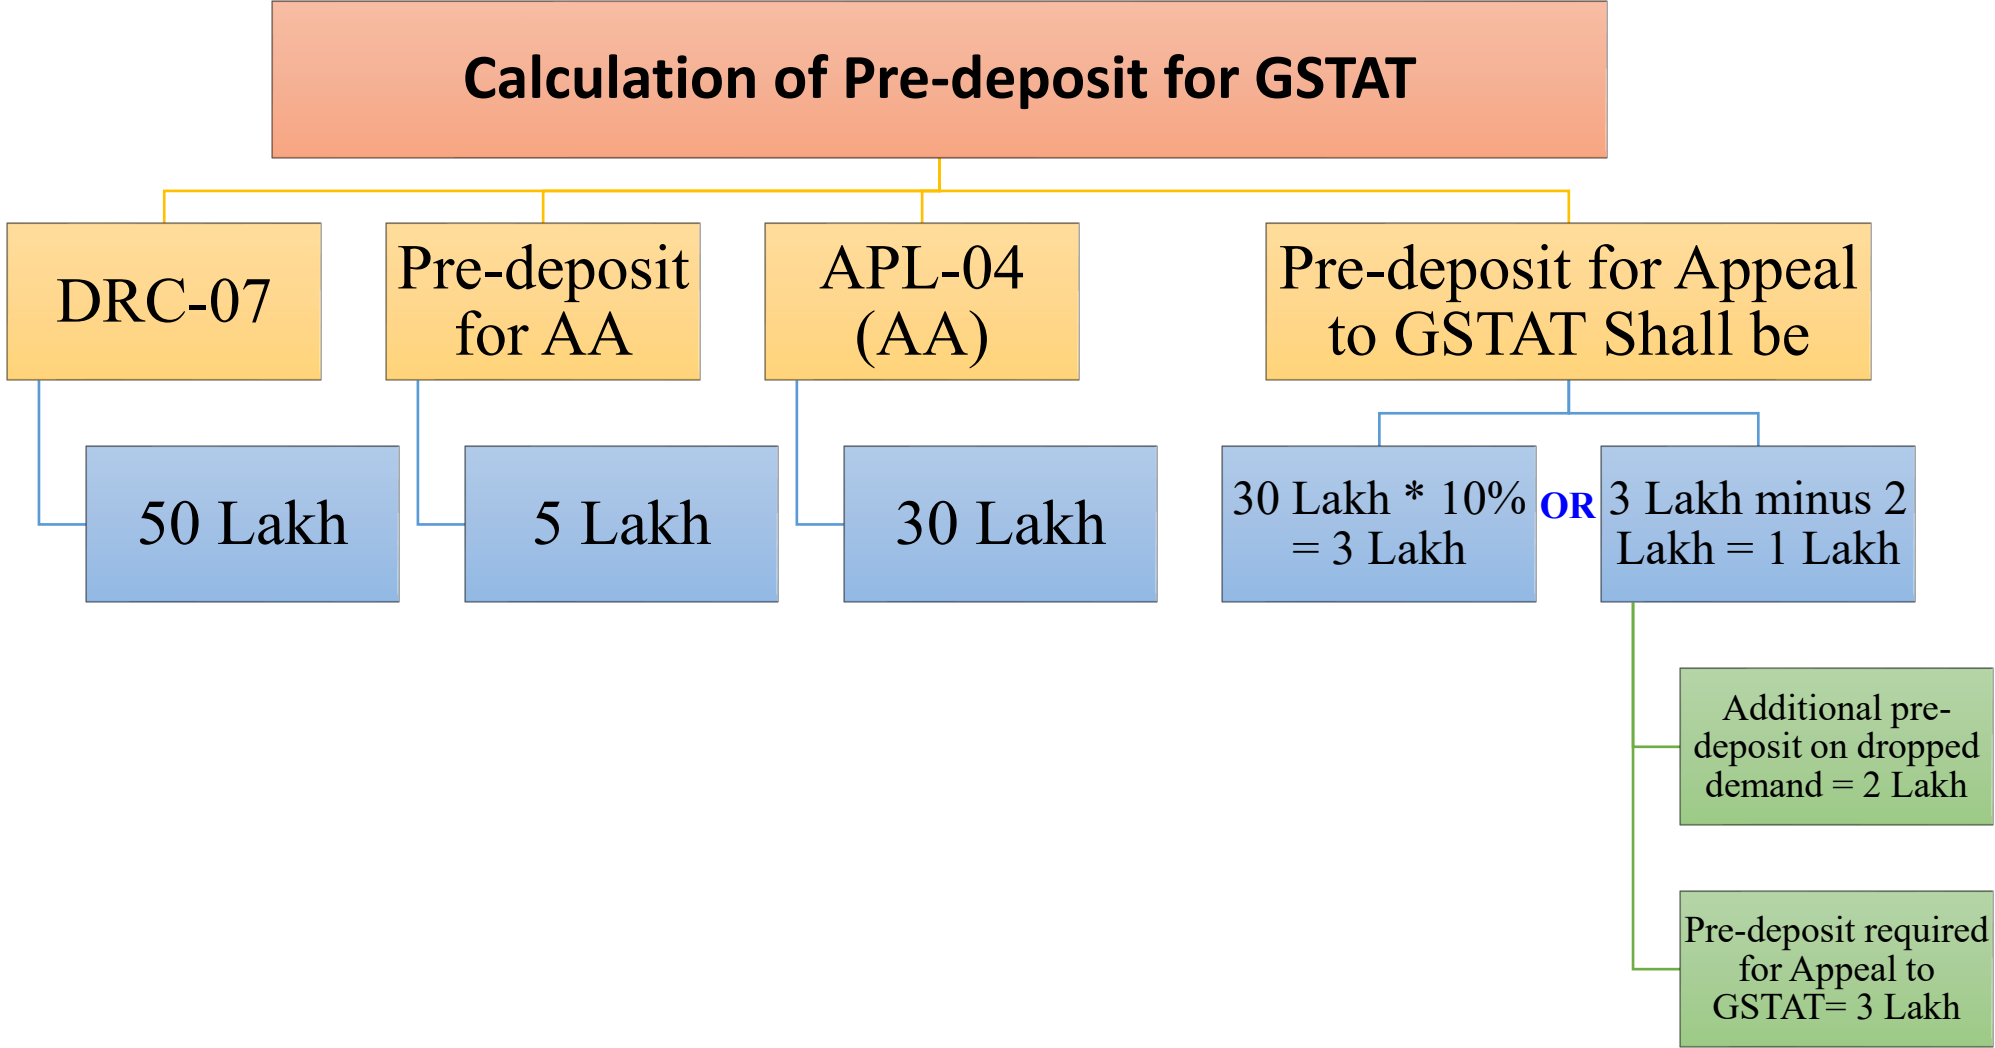 Calculation of Pre-deposit for GSTAT
DRC-07
50 Lakh
Pre-deposit
for AA
5 Lakh
APL-04
(AA)
30 Lakh
Pre-deposit for Appeal
to GSTAT Shall be
30 Lakh * 10%
= 3 Lakh
OR
3 Lakh minus 2
Lakh = 1 Lakh
Additional pre-
deposit on dropped
demand = 2 Lakh
Pre-deposit required
for Appeal to
GSTAT= 3 Lakh